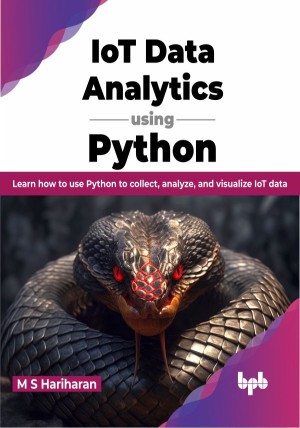 IoT Data
Analytics
using
Python
Learn how to use Python to collect, analyze, and visualize IoT data
M S Hariharan
bpb